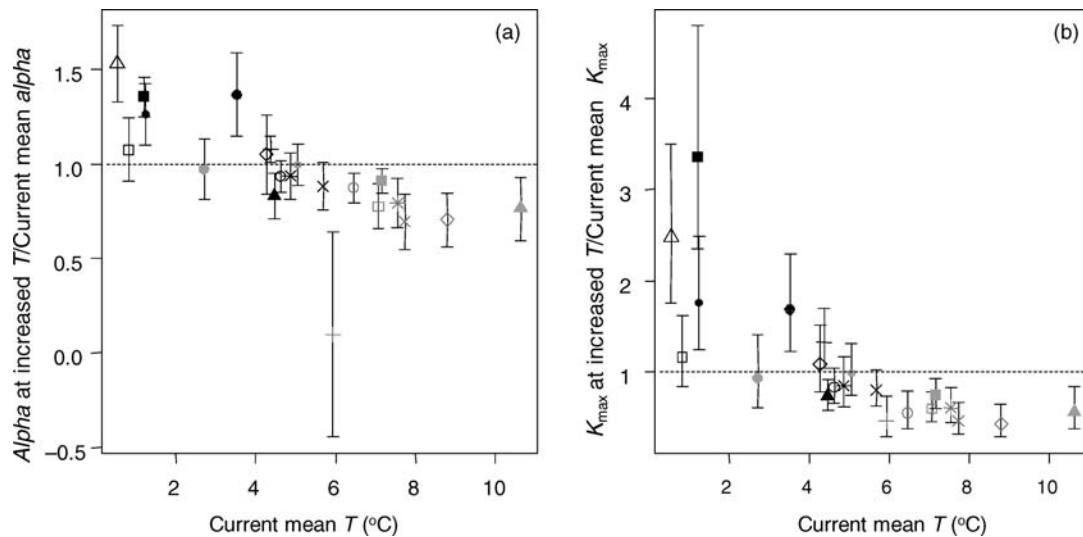 (a)
Alpha at increased T/Current mean alpha
1.5
1.0
0.5
0.0
–0.5
2 4 6 8 10
Current mean T (°C)
(b)
Kmax at increased T/Current mean Kmax
4
3
2
1
2 4 6 8 10
Current mean T (°C)